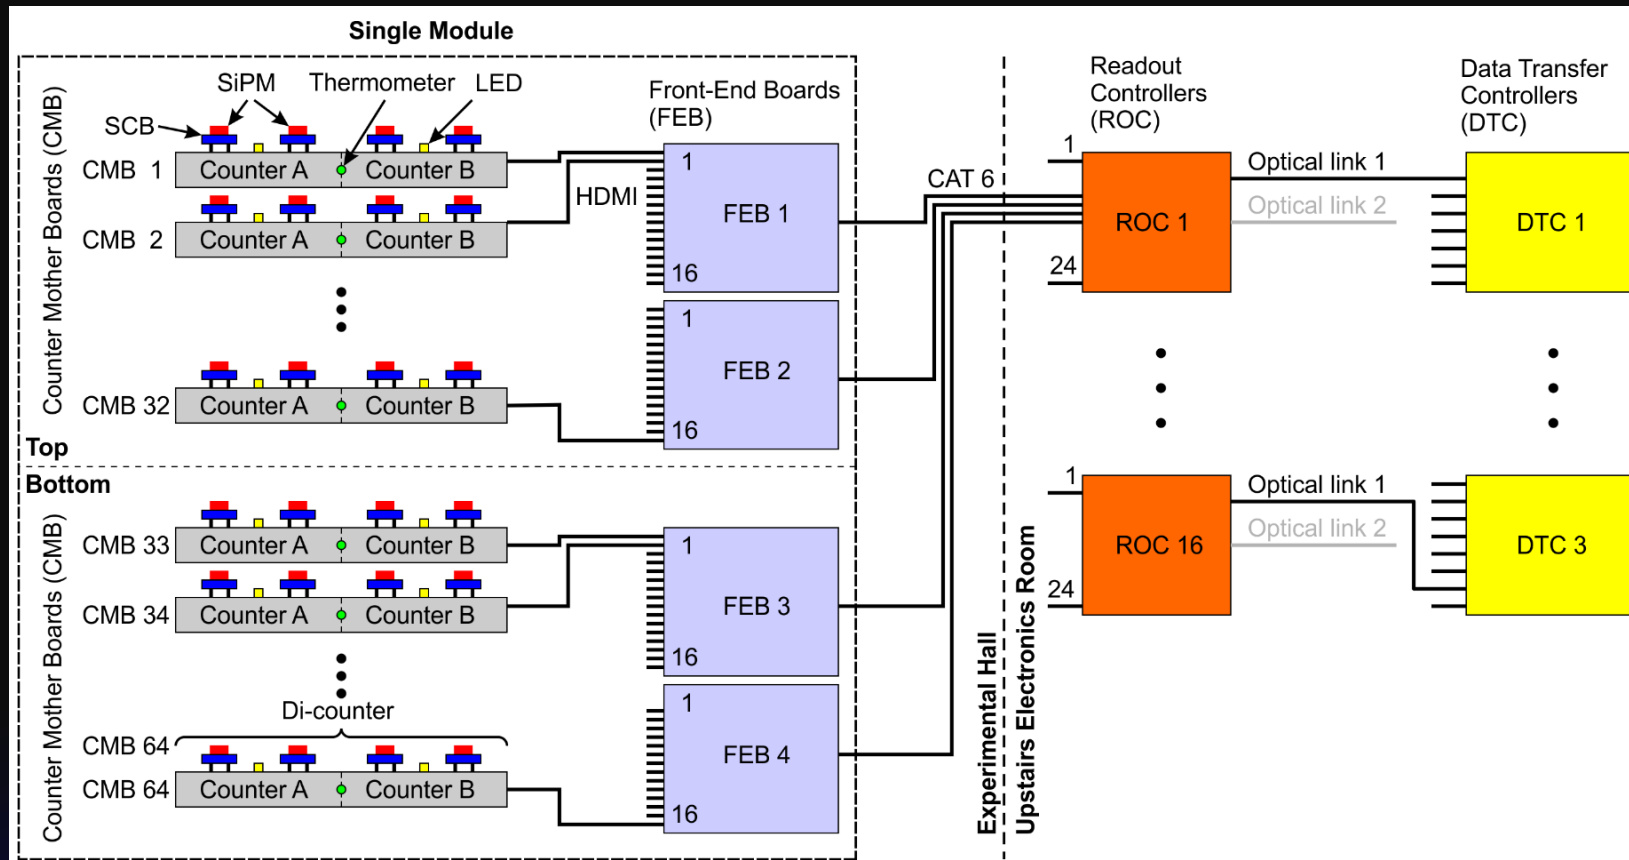 Single Module
SiPM
Thermometer
LED
SCB
Counter Mother Boards (CMB)
CMB 1
Counter A
Counter B
CMB 2
Counter A
Counter B
CMB 32
Counter A
Counter B
Top
HDMI
Front-End Boards
(FEB)
1
FEB 1
16
1
FEB 2
16
Bottom
Counter Mother Boards (CMB)
CMB 33
Counter A
Counter B
CMB 34
Counter A
Counter B
Di-counter
CMB 64
CMB 64
Counter A
Counter B
1
FEB 3
16
1
FEB 4
16
CAT 6
Experimental Hall
Upstairs Electronics Room
Readout
Controllers
(ROC)
1
ROC 1
24
Optical link 1
Optical link 2
1
ROC 16
24
Optical link 1
Optical link 2
Data Transfer
Controllers
(DTC)
DTC 1
DTC 3